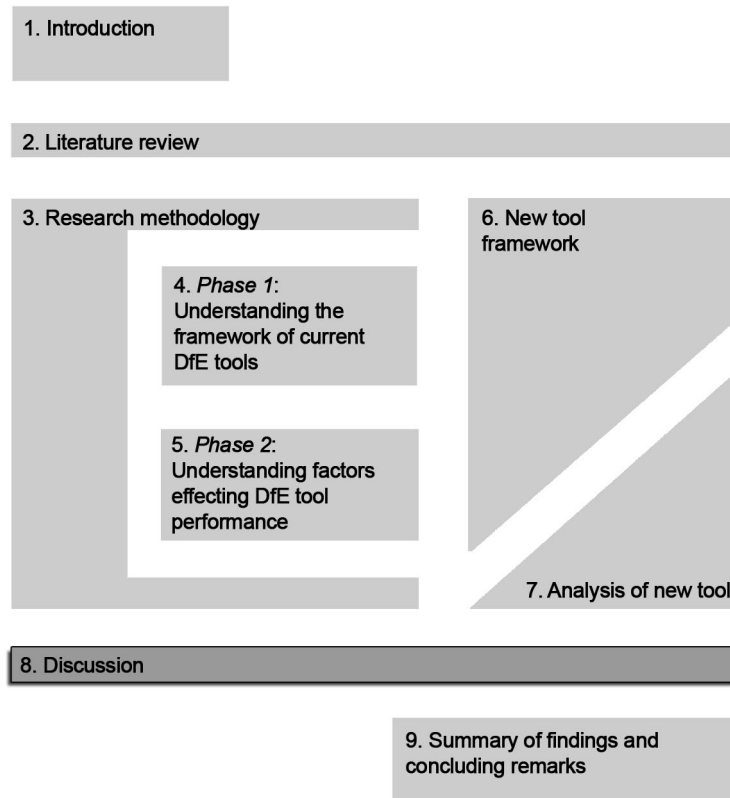 1. Introduction
2. Literature review
3. Research methodology
4. Phase 1:
Understanding the
framework of current
DfE tools
5. Phase 2:
Understanding factors
effecting DfE tool
performance
6. New tool
framework
7. Analysis of new tool
8. Discussion
9. Summary of findings and
concluding remarks